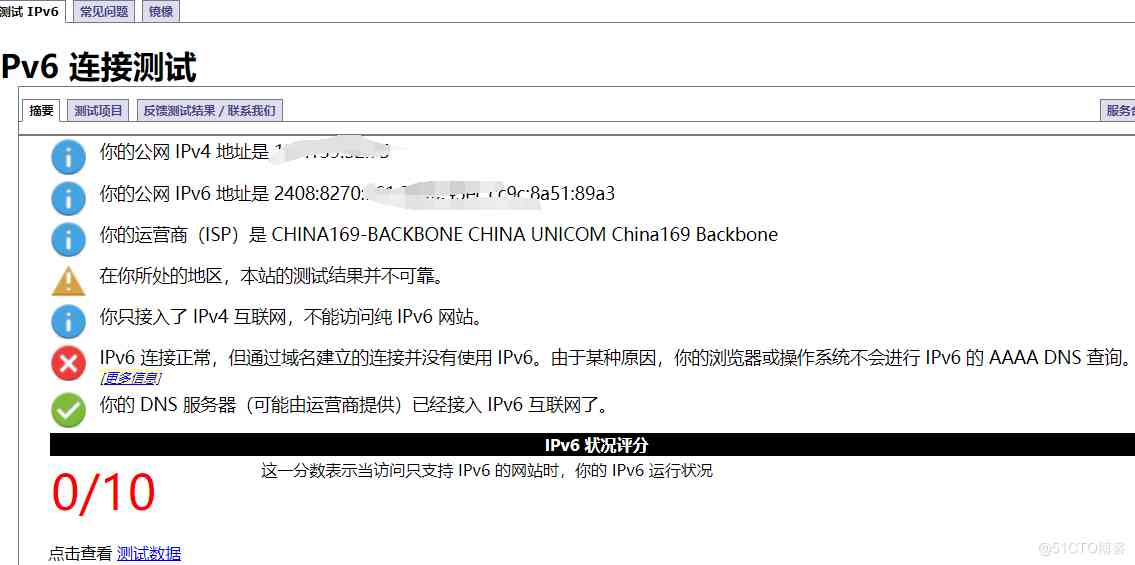 测试 IPv6 常见问题 镜像
Pv6 连接测试
摘要 测试项目 反馈测试结果 / 联系我们 服务
你的公网 IPv4 地址是
你的公网 IPv6 地址是 2408:8270: c9c:8a51:89a3
你的运营商（ISP）是 CHINA169-BACKBONE CHINA UNICOM China169 Backbone
在你所处的地区，本站的测试结果并不可靠。
你只接入了 IPv4 互联网，不能访问纯 IPv6 网站。
IPv6 连接正常，但通过域名建立的连接并没有使用 IPv6。由于某种原因，你的浏览器或操作系统不会进行 IPv6 的 AAAA DNS 查询。
[更多信息]
你的 DNS 服务器（可能由运营商提供）已经接入 IPv6 互联网了。
IPv6 状况评分
这一分数表示当访问只支持 IPv6 的网站时，你的 IPv6 运行状况
0/10
点击查看 测试数据
@51CTO博客